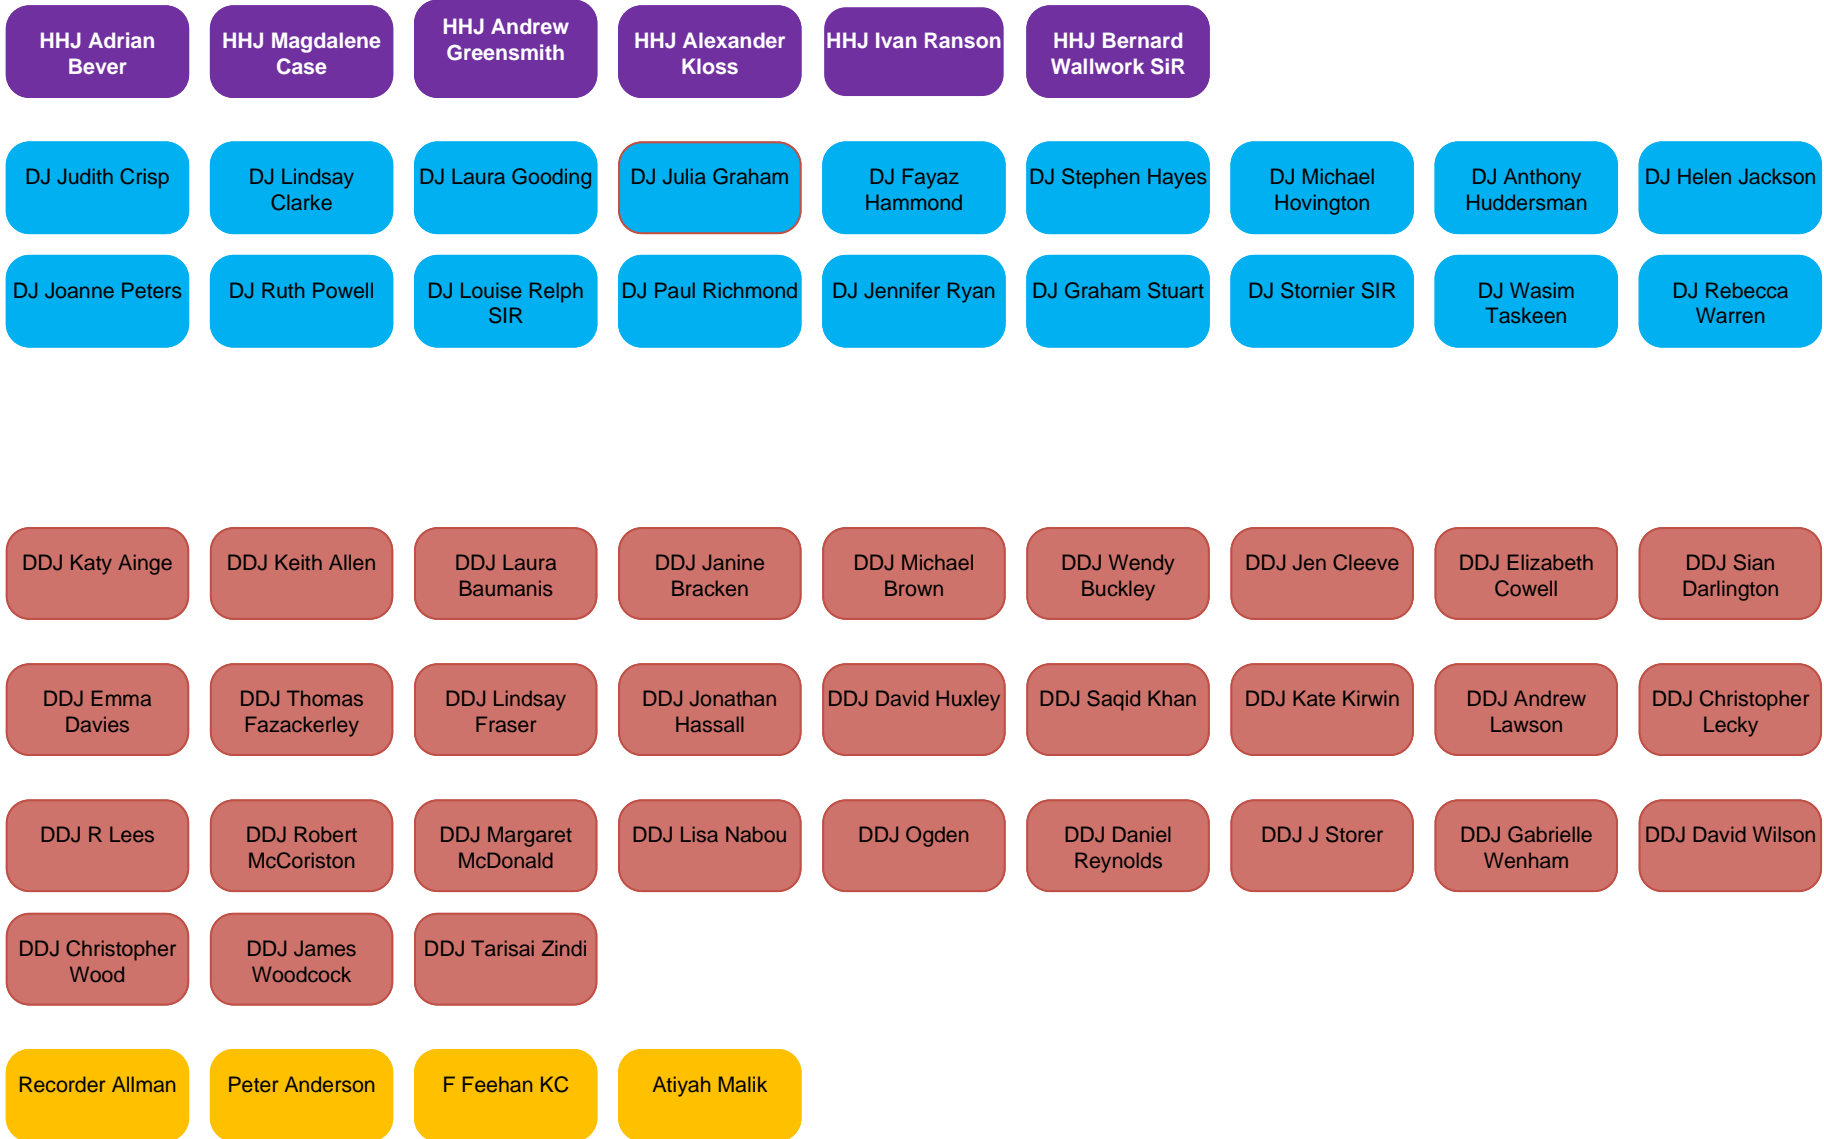 HHJ Adrian
Bever
HHJ Magdalene
Case
HHJ Andrew
Greensmith
HHJ Alexander
Kloss
HHJ Ivan Ranson
HHJ Bernard
Wallwork SiR
DJ Judith Crisp
DJ Lindsay
Clarke
DJ Laura Gooding
DJ Julia Graham
DJ Fayaz
Hammond
DJ Stephen Hayes
DJ Michael
Hovington
DJ Anthony
Huddersman
DJ Helen Jackson
DJ Joanne Peters
DJ Ruth Powell
DJ Louise Relph
SIR
DJ Paul Richmond
DJ Jennifer Ryan
DJ Graham Stuart
DJ Stornier SIR
DJ Wasim
Taskeen
DJ Rebecca
Warren
DDJ Katy Ainge
DDJ Keith Allen
DDJ Laura
Baumanis
DDJ Janine
Bracken
DDJ Michael
Brown
DDJ Wendy
Buckley
DDJ Jen Cleeve
DDJ Elizabeth
Cowell
DDJ Sian
Darlington
DDJ Emma
Davies
DDJ Thomas
Fazackerley
DDJ Lindsay
Fraser
DDJ Jonathan
Hassall
DDJ David Huxley
DDJ Saqid Khan
DDJ Kate Kirwin
DDJ Andrew
Lawson
DDJ Christopher
Lecky
DDJ R Lees
DDJ Robert
McCoriston
DDJ Margaret
McDonald
DDJ Lisa Nabou
DDJ Ogden
DDJ Daniel
Reynolds
DDJ J Storer
DDJ Gabrielle
Wenham
DDJ David Wilson
DDJ Christopher
Wood
DDJ James
Woodcock
DDJ Tarisai Zindi
Recorder Allman
Peter Anderson
F Feehan KC
Atiyah Malik